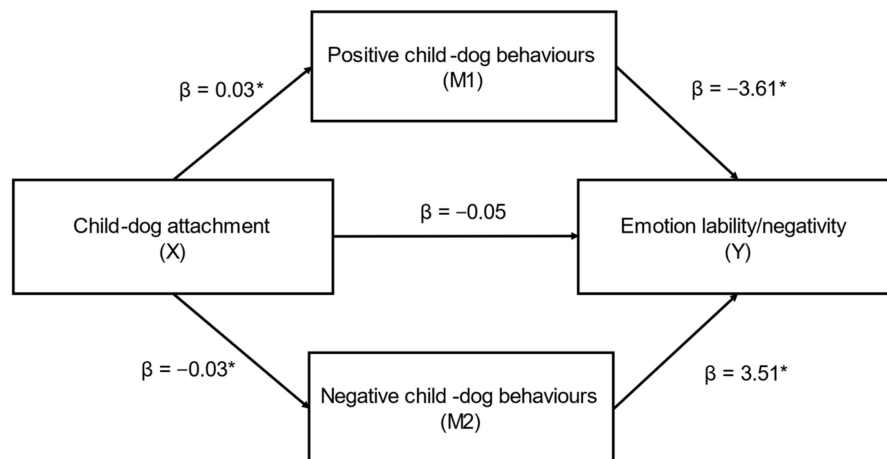 Positive child -dog behaviours
(M1)
β = 0.03*
β = −3.61*
Child-dog attachment
(X)
β = −0.05
Emotion lability/negativity
(Y)
β = −0.03*
β = 3.51*
Negative child -dog behaviours
(M2)